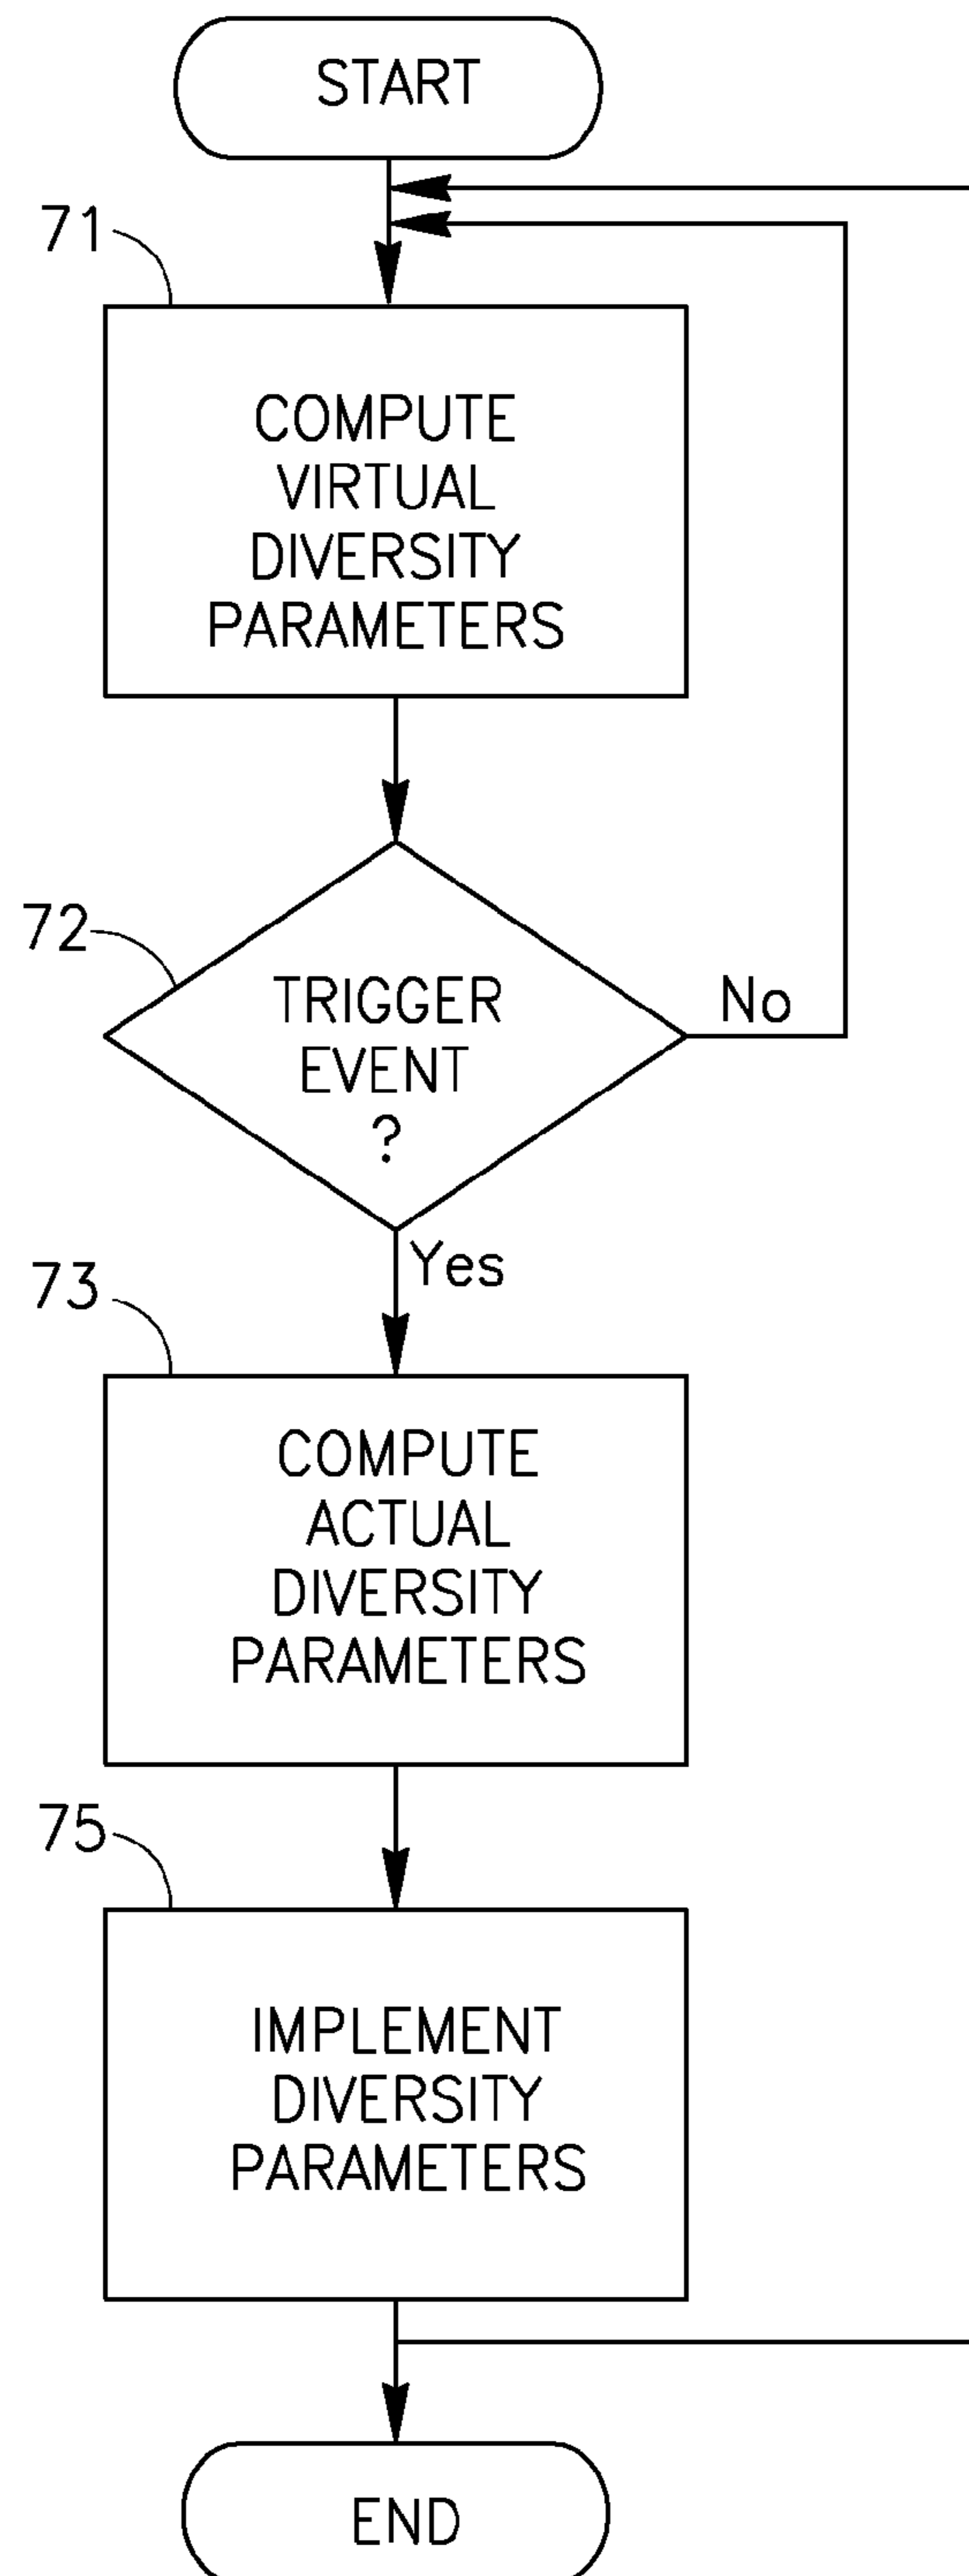 START
71
COMPUTE
VIRTUAL
DIVERSITY
PARAMETERS
72
TRIGGER
EVENT
?
No
Yes
73
COMPUTE
ACTUAL
DIVERSITY
PARAMETERS
75
IMPLEMENT
DIVERSITY
PARAMETERS
END